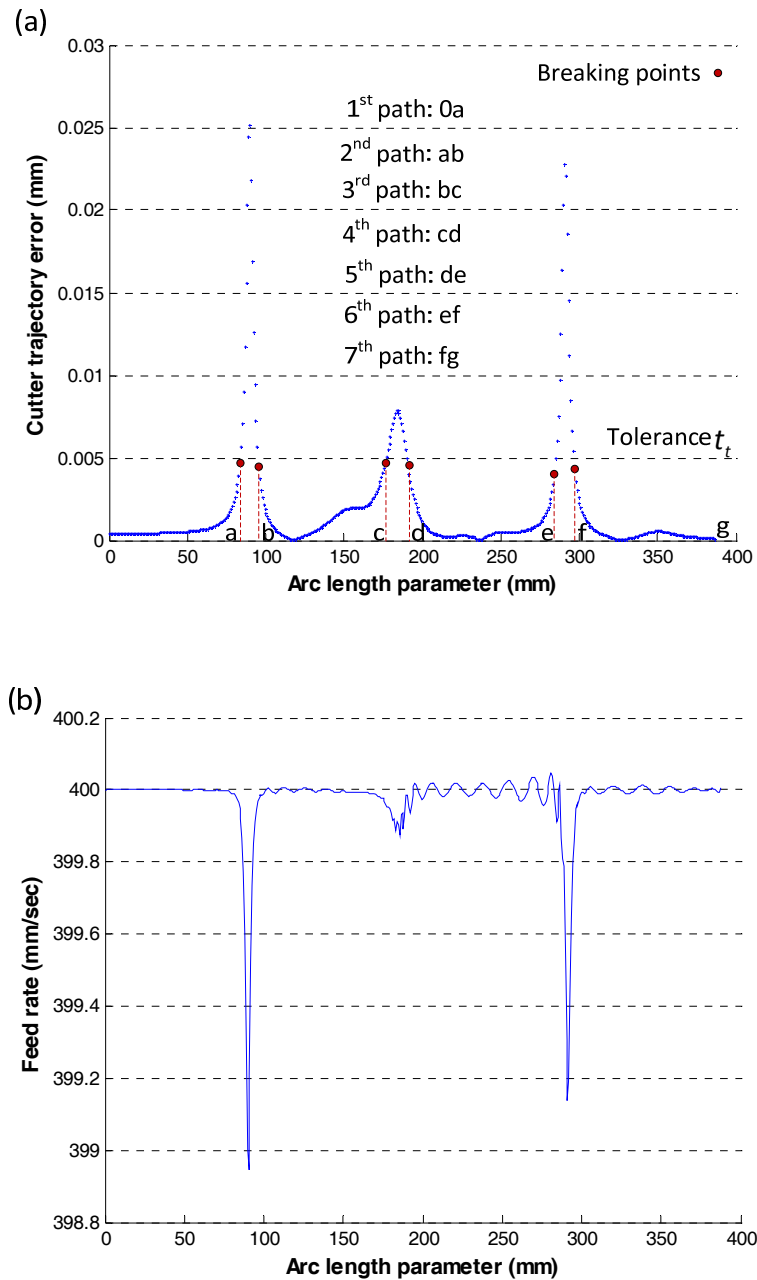 (a)
0.03
0.025
0.02
0.015
0.01
0.005
0
Cutter trajectory error (mm)
Breaking points
1st path: 0a
2nd path: ab
3rd path: bc
4th path: cd
5th path: de
6th path: ef
7th path: fg
Tolerance tt
a b c d e f g
0 50 100 150 200 250 300 350 400
Arc length parameter (mm)
(b)
400.2
400
399.8
399.6
399.4
399.2
399
398.8
Feed rate (mm/sec)
0 50 100 150 200 250 300 350 400
Arc length parameter (mm)